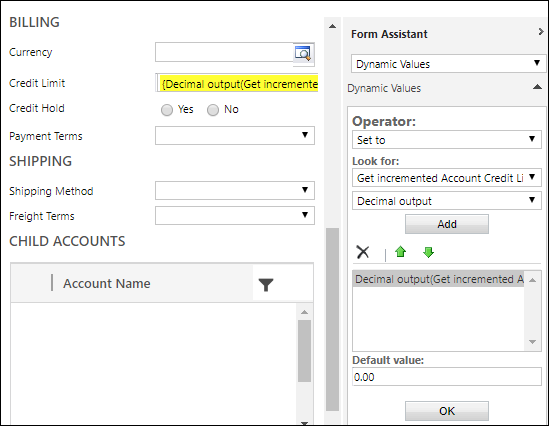 BILLING
Currency
Credit Limit
{Decimal output(Get incremente
Credit Hold
Yes
No
Payment Terms
SHIPPING
Shipping Method
Freight Terms
CHILD ACCOUNTS
Account Name
Form Assistant
Dynamic Values
Dynamic Values
Operator:
Set to
Look for:
Get incremented Account Credit Li
Decimal output
Add
Decimal output(Get incremented A
Default value:
0.00
OK